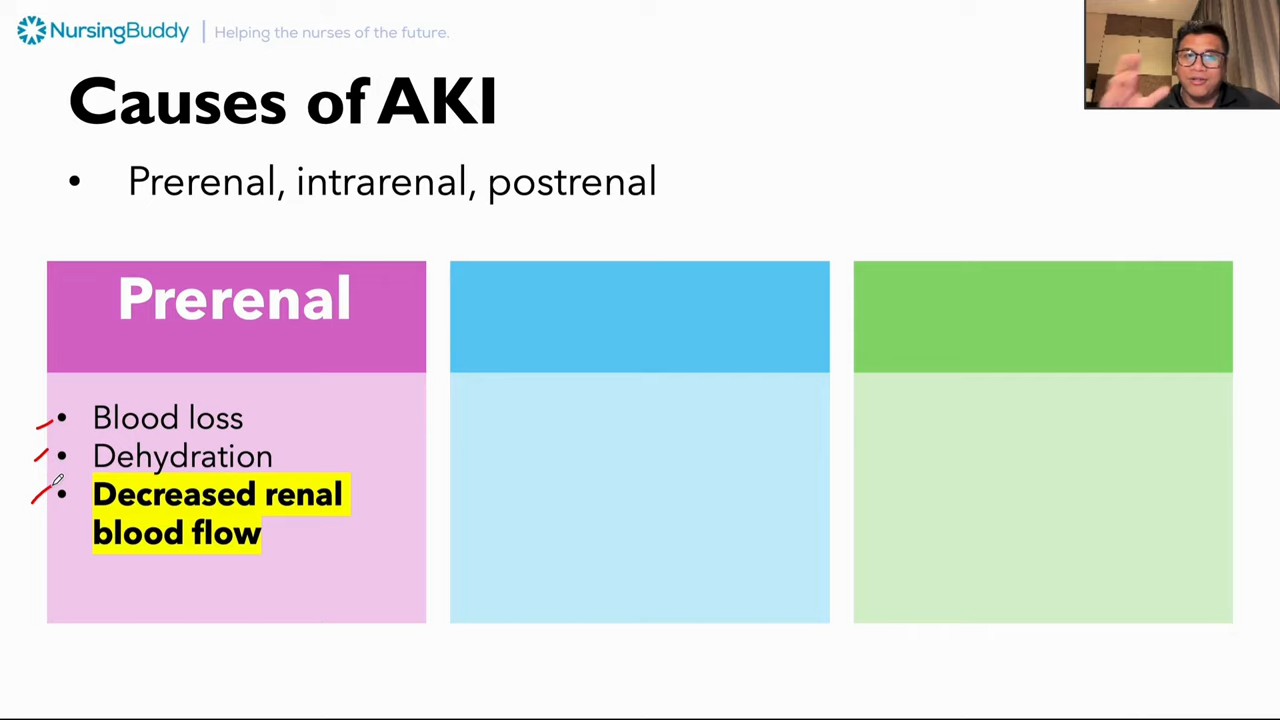 NursingBuddy | Helping the nurses of the future.
Causes of AKI
• Prerenal, intrarenal, postrenal
Prerenal
• Blood loss
• Dehydration
• Decreased renal
blood flow